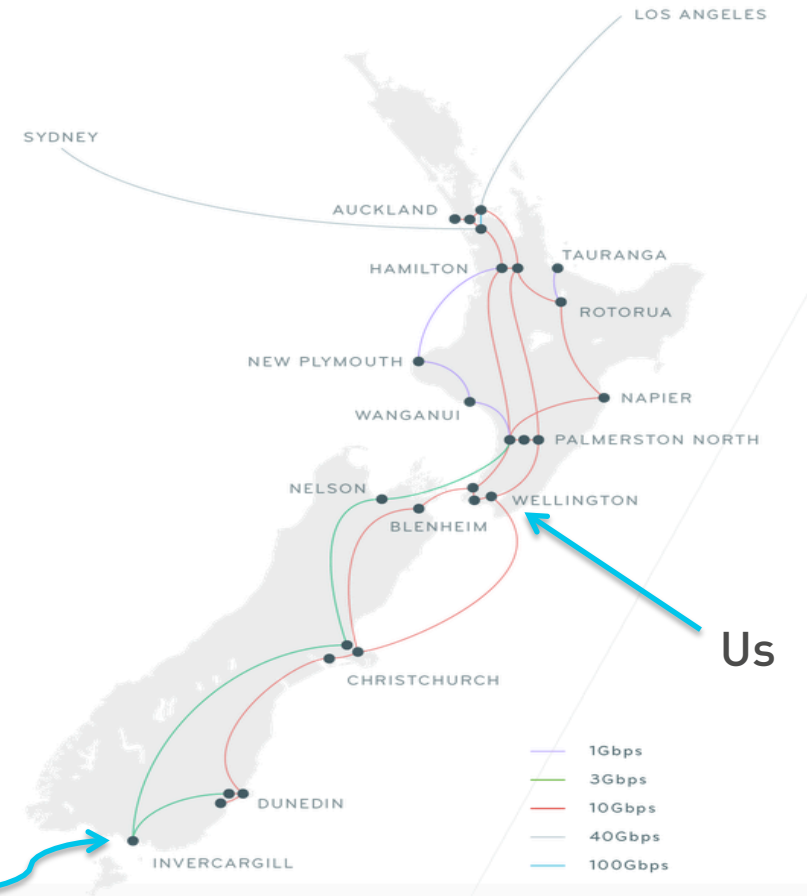 LOS ANGELES
SYDNEY
AUCKLAND
HAMILTON
TAURANGA
ROTORUA
NEW PLYMOUTH
NAPIER
WANGANUI
PALMERSTON NORTH
NELSON
WELLINGTON
BLENHEIM
Us
CHRISTCHURCH
1Gbps
3Gbps
DUNEDIN
10Gbps
40Gbps
INVERCARGILL
100Gbps